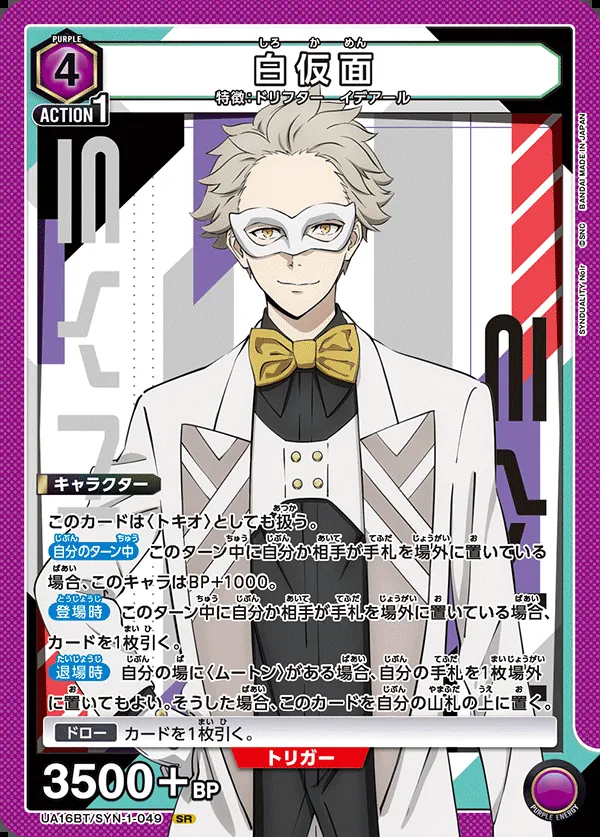 PURPLE
4
ACTION 1
しろ か めん
白仮面
特徴:ドリフター イデアール
SYNDUALITY Noir ©SNC BANDAI MADE IN JAPAN
キャラクター
このカードは〈トキオ〉としても扱う。
自分のターン中 このターン中に自分か相手が手札を場外に置いている
場合、このキャラはBP+1000。
登場時 このターン中に自分か相手が手札を場外に置いている場合、
カードを1枚引く。
退場時 自分の場に〈ムートン〉がある場合、自分の手札を1枚場外
に置いてもよい。そうした場合、このカードを自分の山札の上に置く。
ドロー カードを1枚引く。
トリガー
3500+BP
PURPLE ENERGY
UA16BT/SYN-1-049 SR